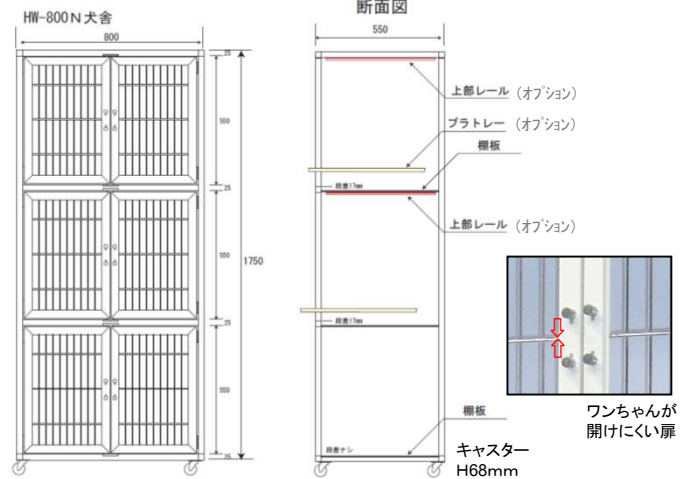 HW-800N 犬舎
800
25
550
25
550
25
550
25
1750
断面図
550
上部レール (オプション)
プラトレー (オプション)
棚板
段差17mm
上部レール (オプション)
段差17mm
棚板
段差ナシ
キャスター
H68mm
ワンちゃんが
開けにくい扉